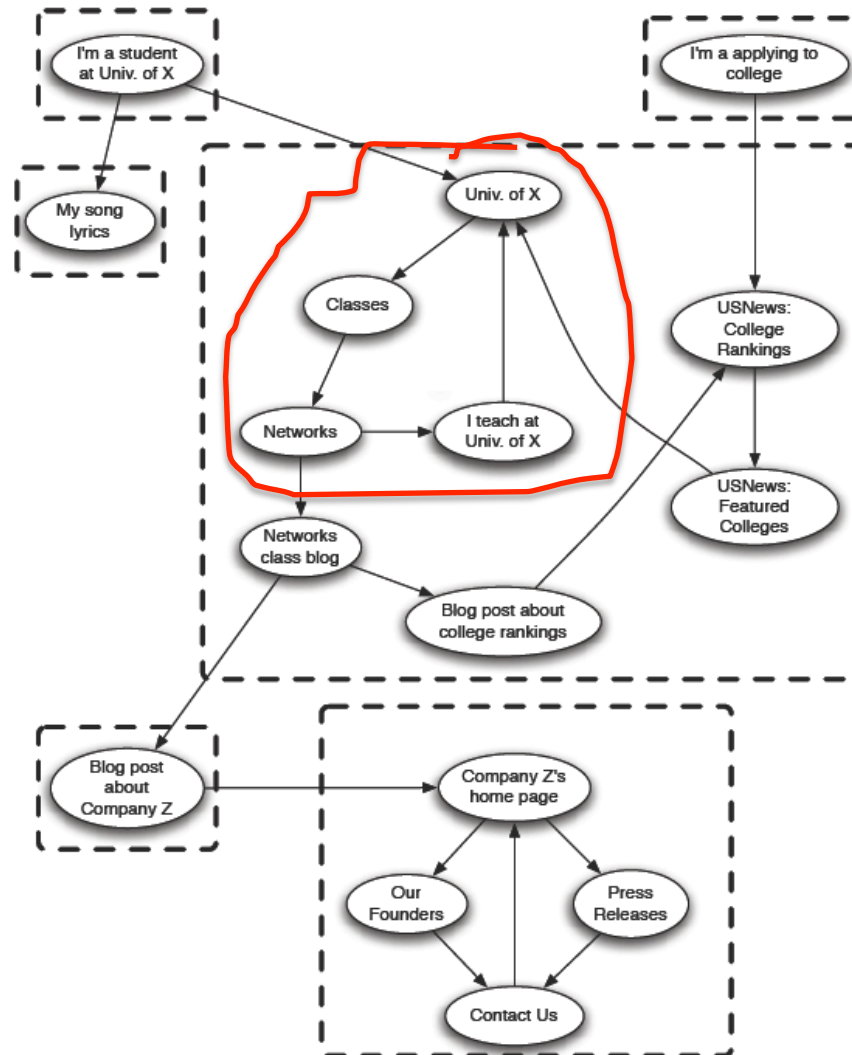 I'm a student
at Univ. of X
I'm a applying to
college
My song
lyrics
Univ. of X
Classes
USNews:
College
Rankings
Networks
I teach at
Univ. of X
USNews:
Featured
Colleges
Networks
class blog
Blog post about
college rankings
Blog post
about
Company Z
Company Z's
home page
Our
Founders
Press
Releases
Contact Us